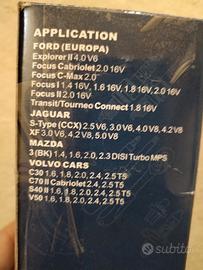 APPLICATION
FORD (EUROPA)
Explorer II 4.0 V6
Focus Cabriolet 2.0 16V
Focus C-Max 2.0
Focus I 1.4 16V, 1.6 16V, 1.8 16V, 2.0 16V
Focus II 2.0 16V
Transit/Tourneo Connect 1.8 16V
JAGUAR
S-Type (CCX) 2.5 V6, 3.0 V6, 4.0 V8, 4.2 V8
XF 3.0 V6, 4.2 V8, 5.0 V8
MAZDA
3 (BK) 1.4, 1.6, 2.0, 2.3 DISI Turbo MPS
VOLVO CARS
C30 1.6, 1.8, 2.0, 2.4, 2.5 T5
C70 II Cabriolet 2.4, 2.5 T5
S40 II 1.6, 1.8, 2.0, 2.4, 2.5 T5
V50 1.6, 1.8, 2.0, 2.4, 2.5 T5
subito